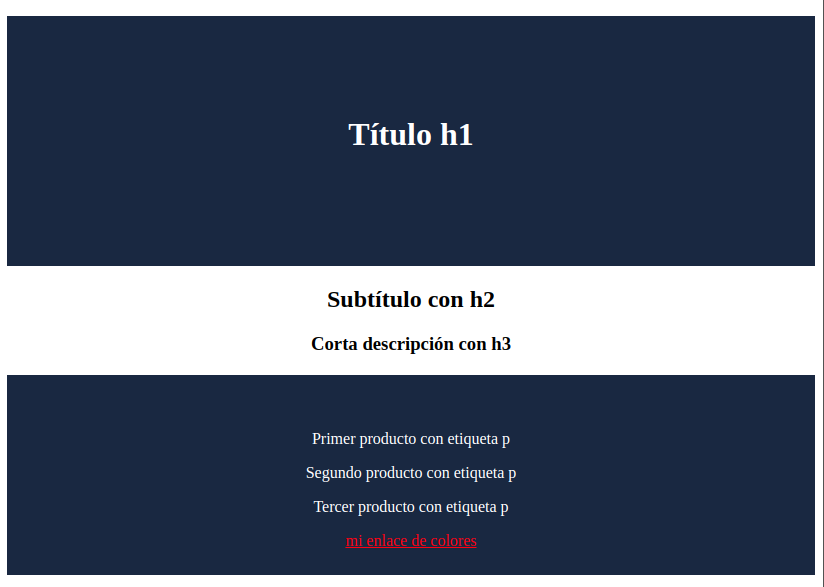 Título h1
Subtítulo con h2
Corta descripción con h3
Primer producto con etiqueta p
Segundo producto con etiqueta p
Tercer producto con etiqueta p
mi enlace de colores